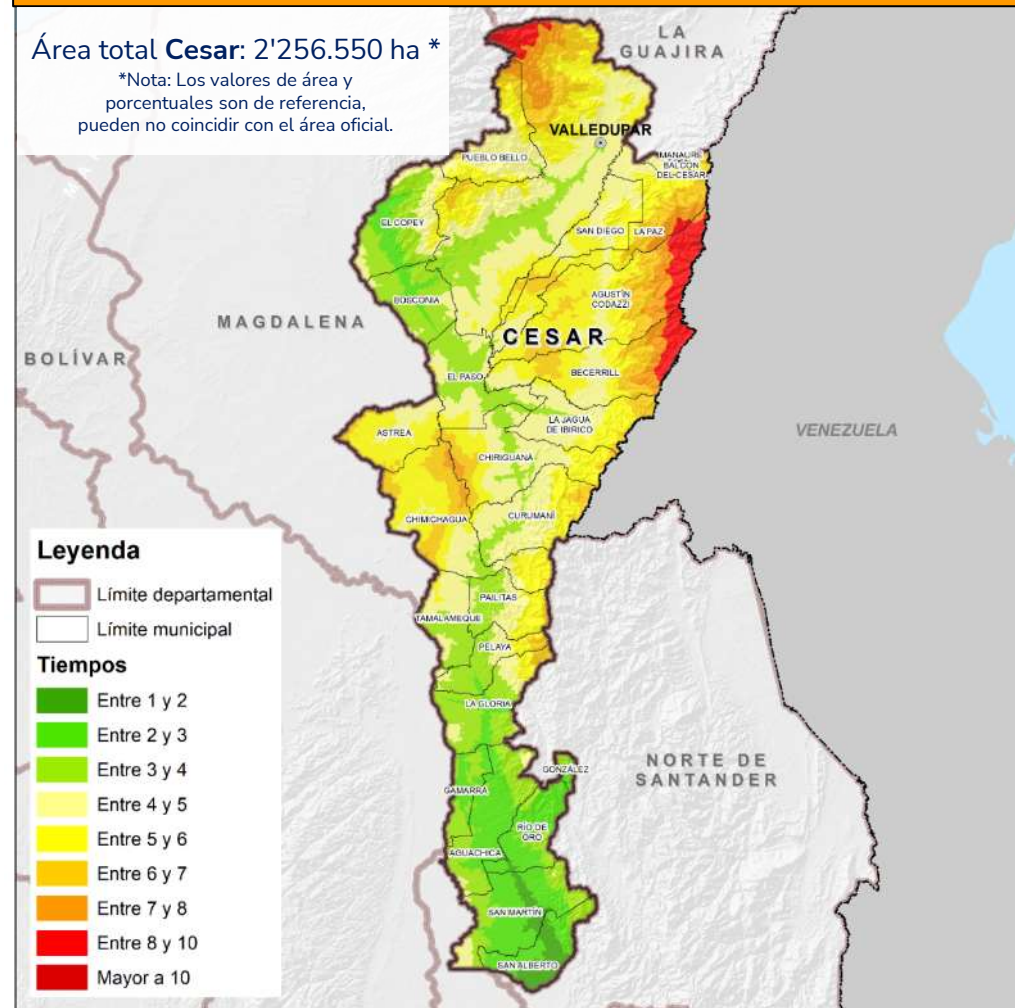 Área total Cesar: 2'256.550 ha *
*Nota: Los valores de área y
porcentuales son de referencia,
pueden no coincidir con el área oficial.
LA
GUAJIRA
VALLEDUPAR
PUEBLO BELLO
MANAURE
BALCÓN
DEL CESAR
EL COPEY
SAN DIEGO
LA PAZ
BOSCONIA
AGUSTÍN
CODAZZI
MAGDALENA
CESAR
BOLÍVAR
EL PASO
BECERRILL
LA JAGUA
DE IBIRICO
ASTREA
VENEZUELA
CHIRIGUANÁ
CHIMICHAGUA
CURUMANÍ
PAILITAS
TAMALAMEQUE
PELAYA
LA GLORIA
NORTE DE
SANTANDER
GONZÁLEZ
GAMARRA
RÍO DE
ORO
AGUACHICA
SAN MARTÍN
SAN ALBERTO
Leyenda
Límite departamental
Límite municipal
Tiempos
Entre 1 y 2
Entre 2 y 3
Entre 3 y 4
Entre 4 y 5
Entre 5 y 6
Entre 6 y 7
Entre 7 y 8
Entre 8 y 10
Mayor a 10